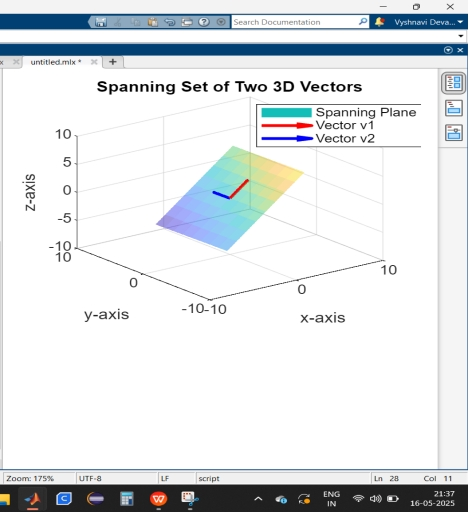 Search Documentation
Vyshnavi Deva...
untitled.mlx *
Spanning Set of Two 3D Vectors
Spanning Plane
Vector v1
Vector v2
z-axis
10
5
0
-5
-10
10
0
-10
-10
0
10
y-axis
x-axis
Zoom: 175%
UTF-8
LF
script
Ln 28
Col 11
ENG
IN
21:37
16-05-2025